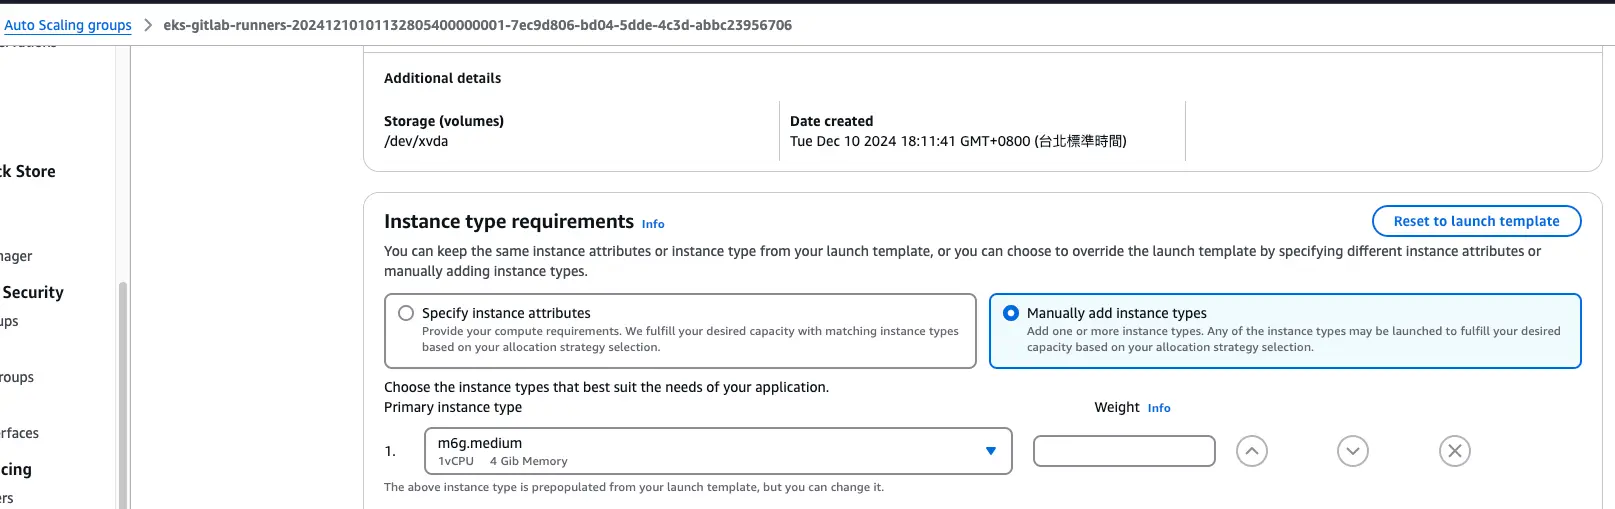 Auto Scaling groups > eks-gitlab-runners-20241210101132805400000001-7ec9d806-bd04-5dde-4c3d-abbc23956706
Additional details
Storage (volumes)
/dev/xvda
Date created
Tue Dec 10 2024 18:11:41 GMT+0800 (台北標準時間)
ck Store
nager
Security
ups
roups
erfaces
cing
ers
Instance type requirements Info
Reset to launch template
You can keep the same instance attributes or instance type from your launch template, or you can choose to override the launch template by specifying different instance attributes or
manually adding instance types.
Specify instance attributes
Provide your compute requirements. We fulfill your desired capacity with matching instance types
based on your allocation strategy selection.
Manually add instance types
Add one or more instance types. Any of the instance types may be launched to fulfill your desired
capacity based on your allocation strategy selection.
Choose the instance types that best suit the needs of your application.
Primary instance type
Weight Info
1.
m6g.medium
1vCPU 4 Gib Memory
The above instance type is prepopulated from your launch template, but you can change it.